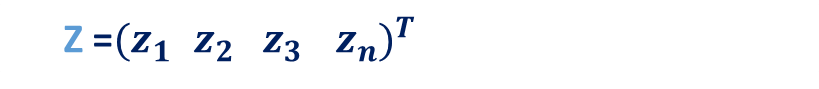 Z =(z₁ z₂ z₃ zₙ)ᵀ